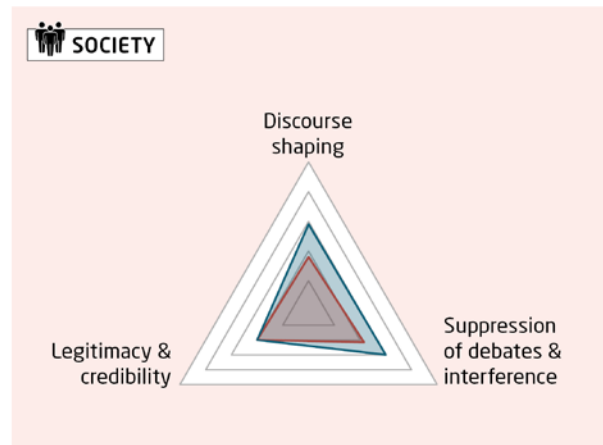 SOCIETY
Discourse
shaping
Legitimacy &
credibility
Suppression
of debates &
interference